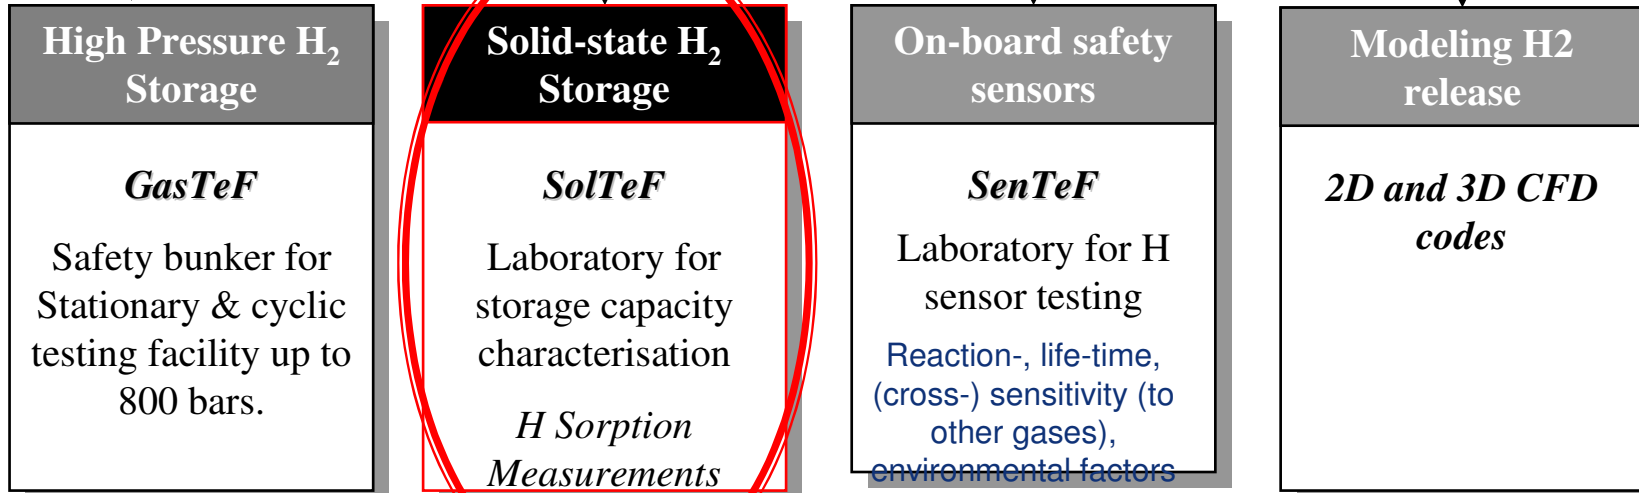 High Pressure H2
Storage
GasTeF
Safety bunker for
Stationary & cyclic
testing facility up to
800 bars.
Solid-state H2
Storage
SolTeF
Laboratory for
storage capacity
characterisation
H Sorption
Measurements
On-board safety
sensors
SenTeF
Laboratory for H
sensor testing
Reaction-, life-time,
(cross-) sensitivity (to
other gases),
environmental factors
Modeling H2
release
2D and 3D CFD
codes